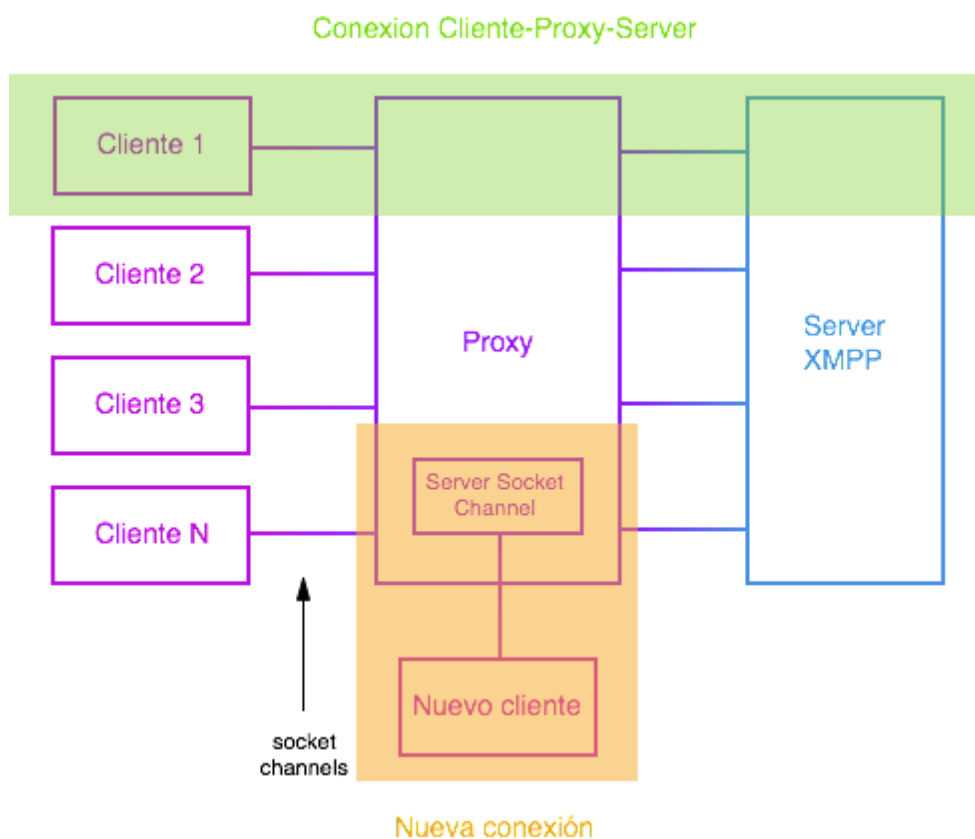 Conexion Cliente-Proxy-Server
Cliente 1
Cliente 2
Cliente 3
Cliente N
Proxy
Server
XMPP
Server Socket
Channel
Nuevo cliente
socket
channels
Nueva conexión